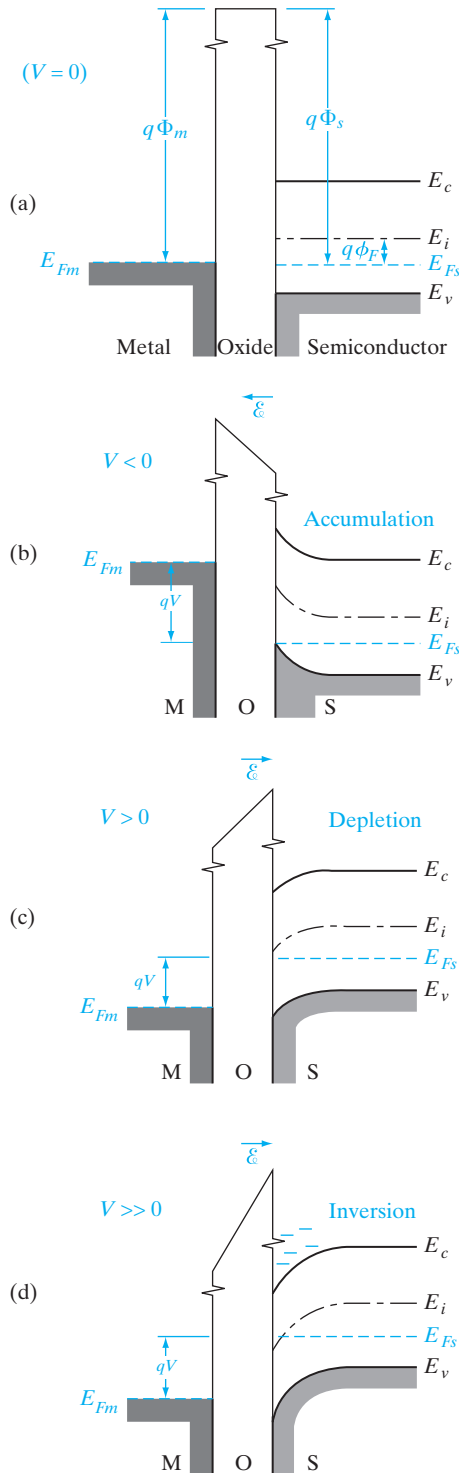 (V = 0)
qΦm
qΦs
Ec
(a)
Ei
qϕF
EFm
EFs
Ev
Metal
Oxide
Semiconductor
ℰ
V < 0
Accumulation
(b)
EFm
Ec
qV
Ei
EFs
Ev
M
O
S
ℰ
V > 0
Depletion
Ec
(c)
Ei
qV
EFs
EFm
Ev
M
O
S
ℰ
V >> 0
Inversion
Ec
(d)
Ei
EFs
qV
Ev
EFm
M
O
S